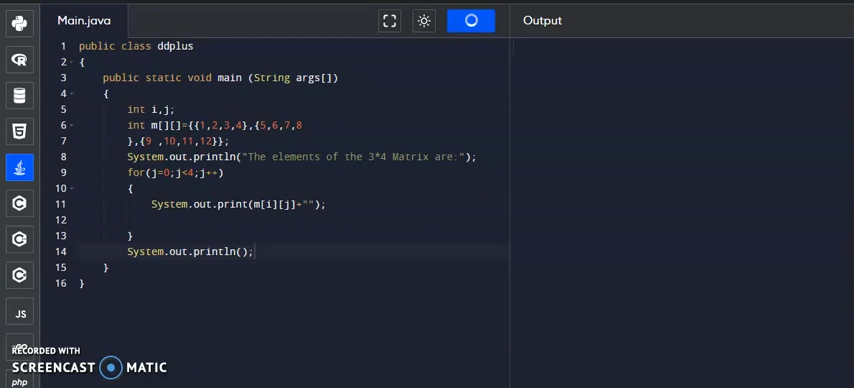 Main.java
Output
1 public class ddplus
2 {
3 public static void main (String args[])
4 {
5 int i,j;
6 int m[][]={{1,2,3,4},{5,6,7,8
7 },{9 ,10,11,12}};
8 System.out.println("The elements of the 3*4 Matrix are:");
9 for(j=0;j<4;j++)
10 {
11 System.out.print(m[i][j]+"");
12
13 }
14 System.out.println();
15 }
16 }
R
5
C
C
C
JS
RECORDED WITH
SCREENCAST MATIC
php